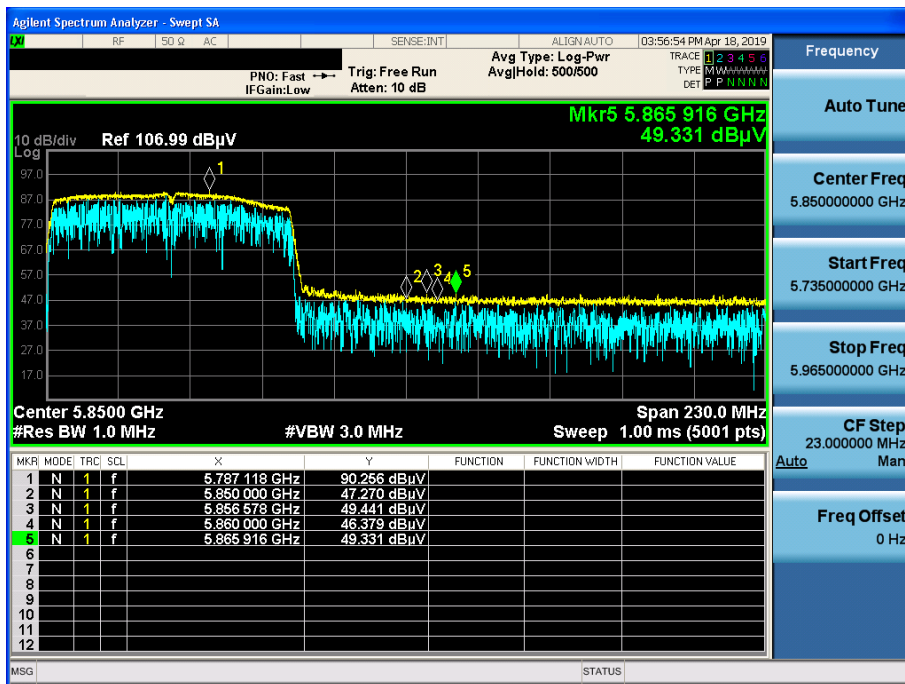 Agilent Spectrum Analyzer - Swept SA
LXI RF 50 Ω AC SENSE:INT ALIGN AUTO 03:56:54 PM Apr 18, 2019
PNO: Fast Trig: Free Run Avg Type: Log-Pwr TRACE 1 2 3 4 5 6
IFGain:Low Atten: 10 dB Avg|Hold: 500/500 TYPE MWWWWW
DET P P N N N N
Mkr5 5.865 916 GHz
49.331 dBµV
10 dB/div Ref 106.99 dBµV
Log
97.0
87.0
77.0
67.0
57.0
47.0
37.0
27.0
17.0
1
2
3
4
5
Center 5.8500 GHz Span 230.0 MHz
#Res BW 1.0 MHz #VBW 3.0 MHz Sweep 1.00 ms (5001 pts)
MKR MODE TRC SCL X Y FUNCTION FUNCTION WIDTH FUNCTION VALUE
1 N 1 f 5.787 118 GHz 90.256 dBµV
2 N 1 f 5.850 000 GHz 47.270 dBµV
3 N 1 f 5.856 578 GHz 49.441 dBµV
4 N 1 f 5.860 000 GHz 46.379 dBµV
5 N 1 f 5.865 916 GHz 49.331 dBµV
6
7
8
9
10
11
12
MSG STATUS
Frequency
Auto Tune
Center Freq
5.850000000 GHz
Start Freq
5.735000000 GHz
Stop Freq
5.965000000 GHz
CF Step
23.000000 MHz
Auto Man
Freq Offset
0 Hz